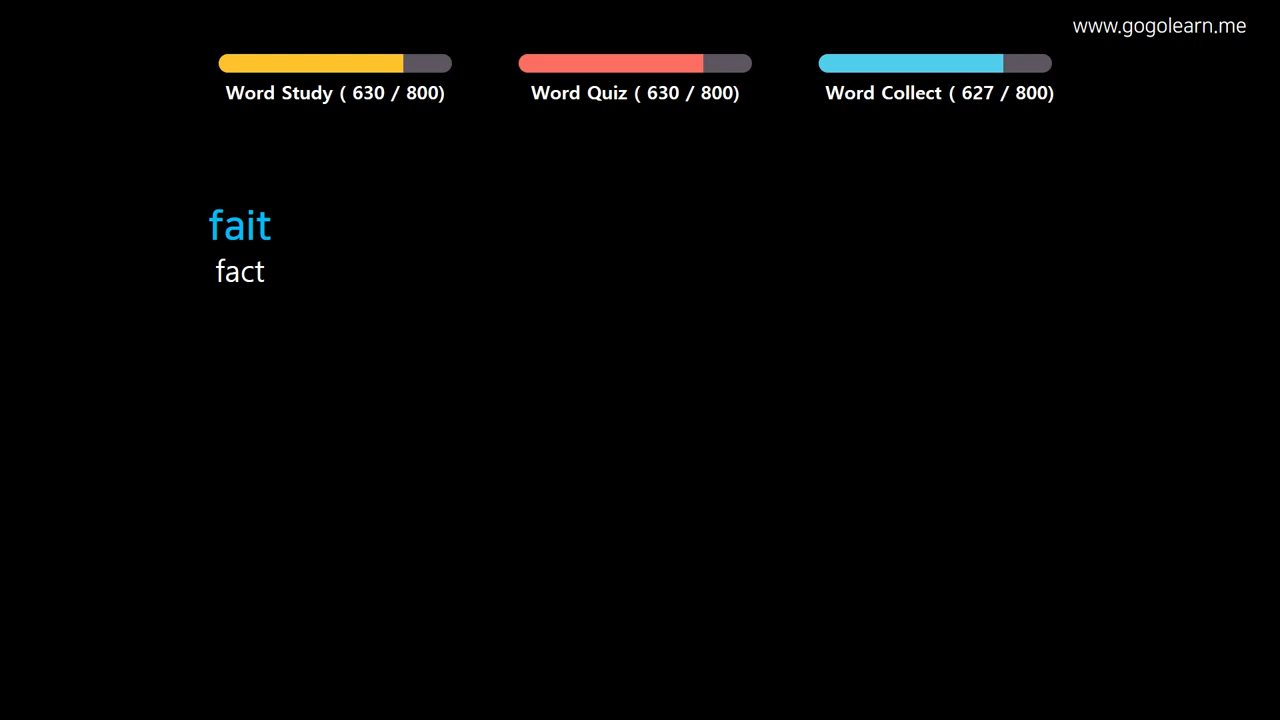 www.gogolearn.me
Word Study ( 630 / 800)
Word Quiz ( 630 / 800)
Word Collect ( 627 / 800)
fait
fact